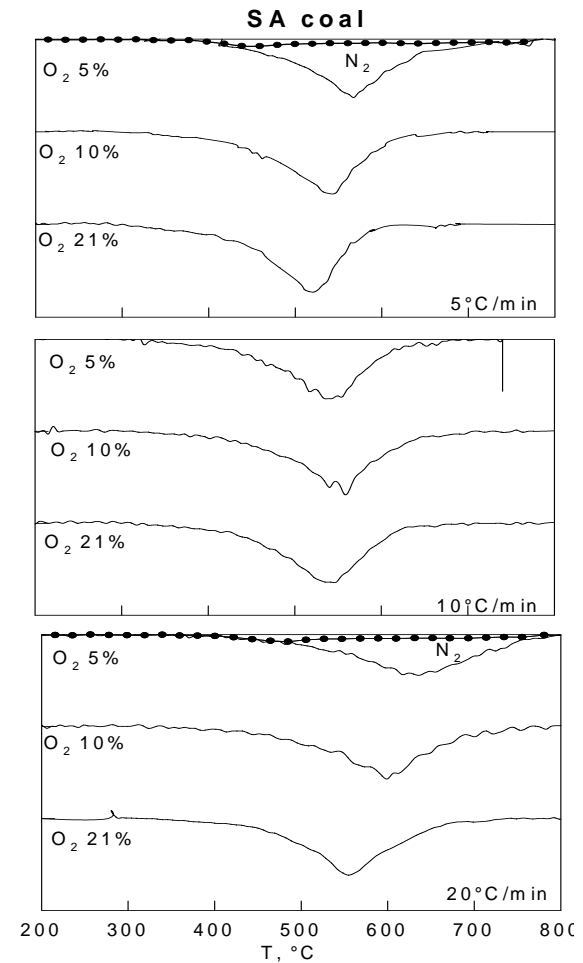 SA coal
N₂
O₂ 5%
O₂ 10%
O₂ 21%
5°C/min
O₂ 5%
O₂ 10%
O₂ 21%
10°C/min
N₂
O₂ 5%
O₂ 10%
O₂ 21%
20°C/min
200 300 400 500 600 700 800
T, °C